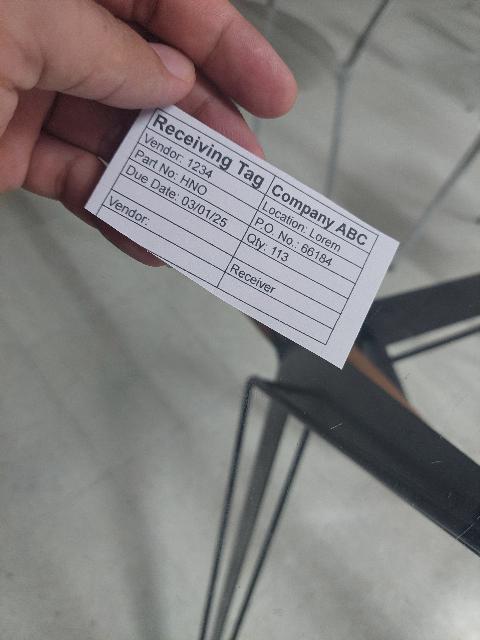 Receiving Tag Company ABC
Vendor: 1234 Location: Lorem
Part No: HNO P.O. No.: 66184
Due Date: 03/01/25 Qty: 113
Vendor: Receiver